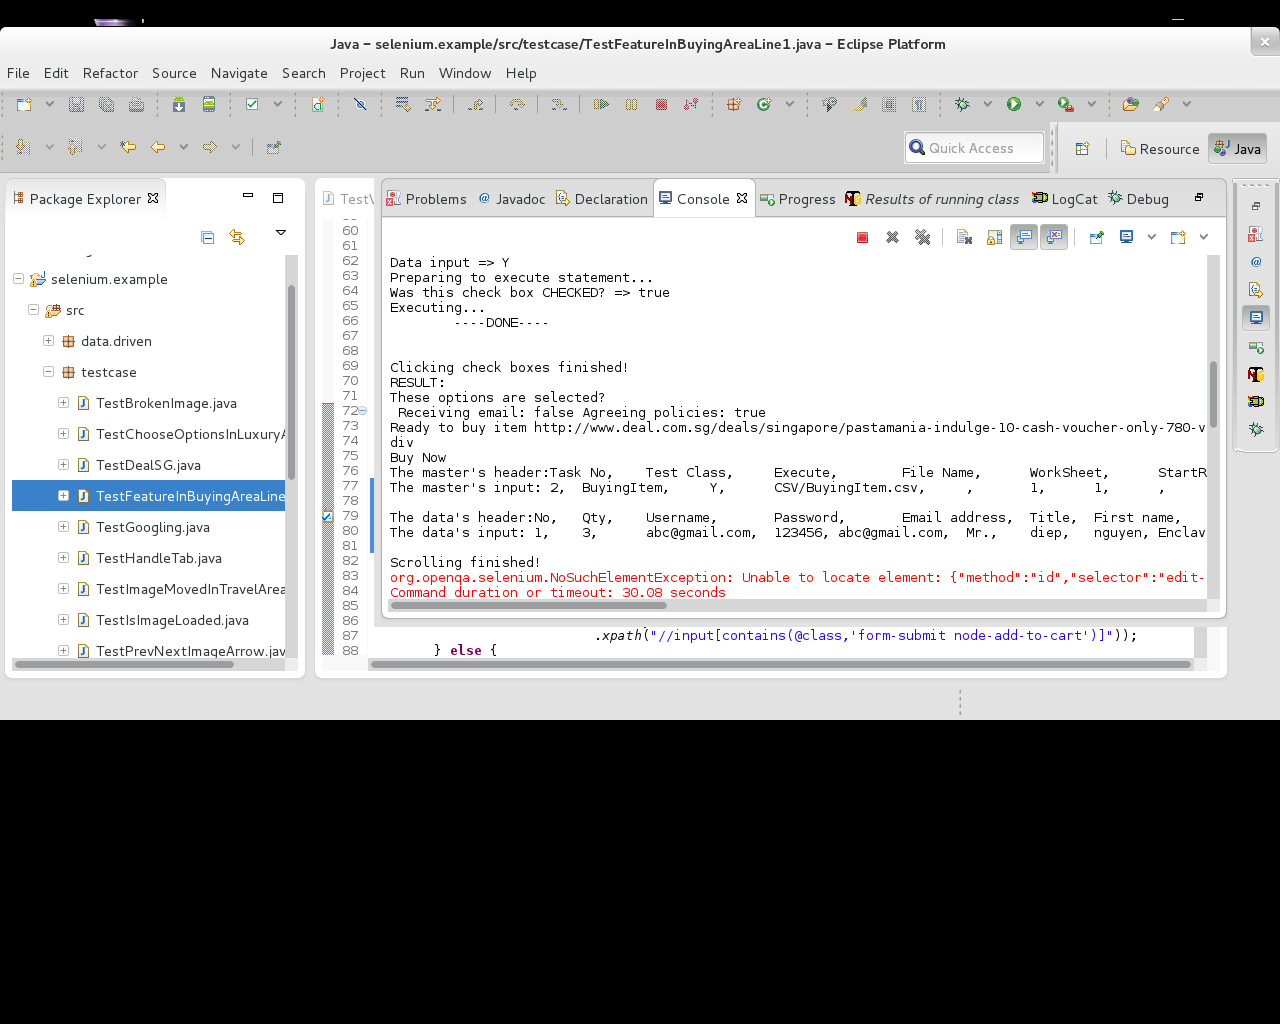 Java – selenium.example/src/testcase/TestFeatureInBuyingAreaLine1.java – Eclipse Platform
File Edit Refactor Source Navigate Search Project Run Window Help
Quick Access
Resource
Java
Package Explorer
selenium.example
src
data.driven
testcase
TestBrokenImage.java
TestChooseOptionsInLuxuryA
TestDealSG.java
TestFeatureInBuyingAreaLine
TestGoogling.java
TestHandleTab.java
TestImageMovedInTravelArea
TestIsImageLoaded.java
TestPrevNextImageArrow.jav
TestV
60
61
62
63
64
65
66
67
68
69
70
71
72
73
74
75
76
77
78
79
80
81
82
83
84
85
86
87
88
Problems Javadoc Declaration Console Progress Results of running class LogCat Debug
Data input => Y
Preparing to execute statement...
Was this check box CHECKED? => true
Executing...
----DONE----
Clicking check boxes finished!
RESULT:
These options are selected?
Receiving email: false Agreeing policies: true
Ready to buy item http://www.deal.com.sg/deals/singapore/pastamania-indulge-10-cash-voucher-only-780-v
div
Buy Now
The master's header:Task No, Test Class, Execute, File Name, WorkSheet, StartR
The master's input: 2, BuyingItem, Y, CSV/BuyingItem.csv, , 1, 1, ,
The data's header:No, Qty, Username, Password, Email address, Title, First name,
The data's input: 1, 3, abc@gmail.com, 123456, abc@gmail.com, Mr., diep, nguyen, Enclav
Scrolling finished!
org.openqa.selenium.NoSuchElementException: Unable to locate element: {"method":"id","selector":"edit-
Command duration or timeout: 30.08 seconds
.xpath("//input[contains(@class,'form-submit node-add-to-cart')]"));
} else {